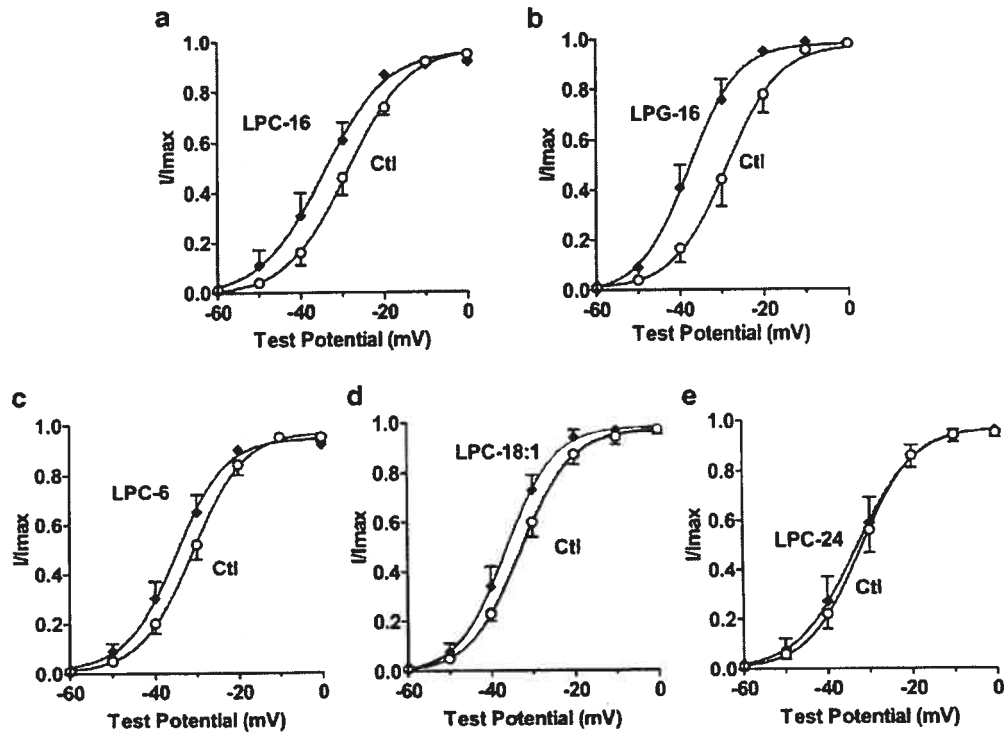 a
I/Imax
1.0
0.8
0.6
0.4
0.2
0.0
LPC-16
Ctl
-60
-40
-20
0
Test Potential (mV)
b
I/Imax
1.0
0.8
0.6
0.4
0.2
0.0
LPG-16
Ctl
-60
-40
-20
0
Test Potential (mV)
c
I/Imax
1.0
0.8
0.6
0.4
0.2
0.0
LPC-6
Ctl
-60
-40
-20
0
Test Potential (mV)
d
I/Imax
1.0
0.8
0.6
0.4
0.2
0.0
LPC-18:1
Ctl
-60
-40
-20
0
Test Potential (mV)
e
I/Imax
1.0
0.8
0.6
0.4
0.2
0.0
LPC-24
Ctl
-60
-40
-20
0
Test Potential (mV)